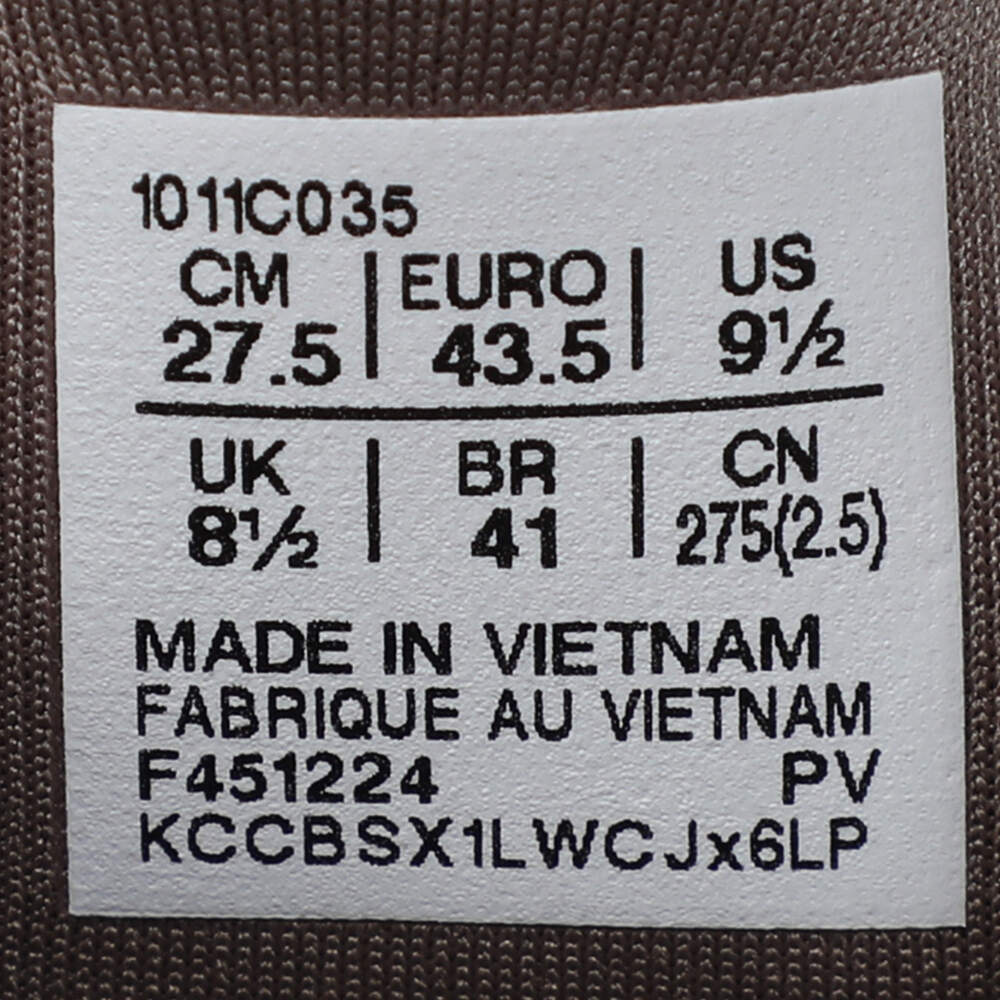 1011C035
CM | EURO | US
27.5 | 43.5 | 9½
UK | BR | CN
8½ | 41 | 275(2.5)
MADE IN VIETNAM
FABRIQUE AU VIETNAM
F451224 PV
KCCBSX1LWCJx6LP